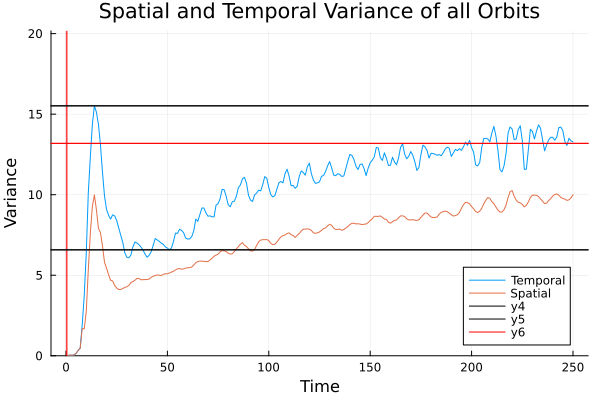 Spatial and Temporal Variance of all Orbits
20
15
10
5
0
Variance
0 50 100 150 200 250
Time
Temporal
Spatial
y4
y5
y6